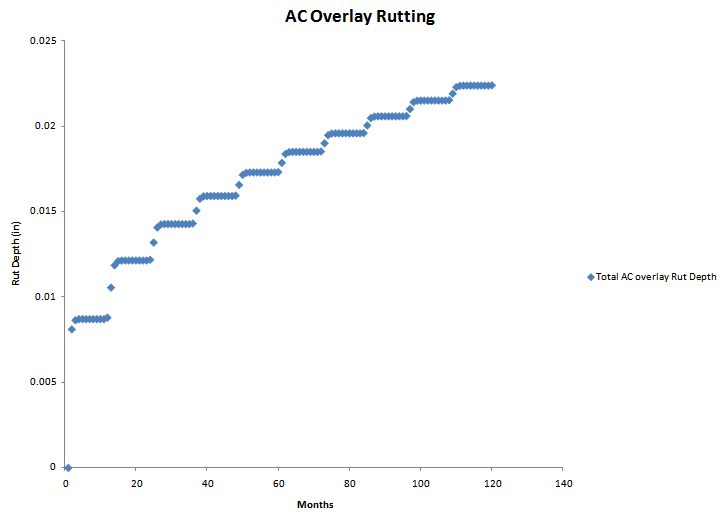 AC Overlay Rutting
0.025
0.02
0.015
0.01
0.005
0
Rut Depth (in)
0 20 40 60 80 100 120 140
Months
Total AC overlay Rut Depth